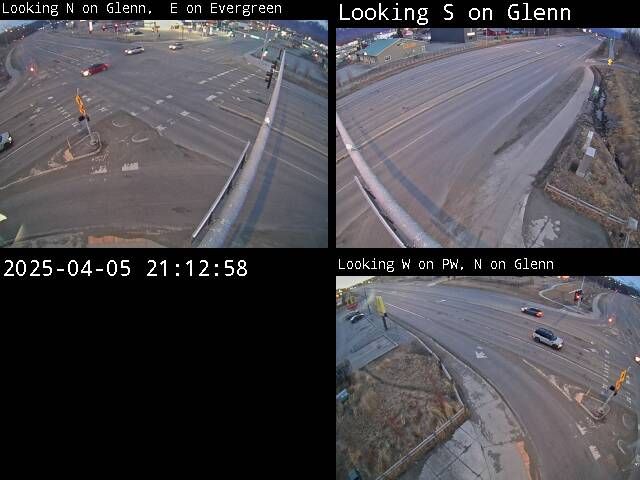 Looking N on Glenn,  E on Evergreen
Looking S on Glenn
2025-04-05 21:12:58
Looking W on PW, N on Glenn